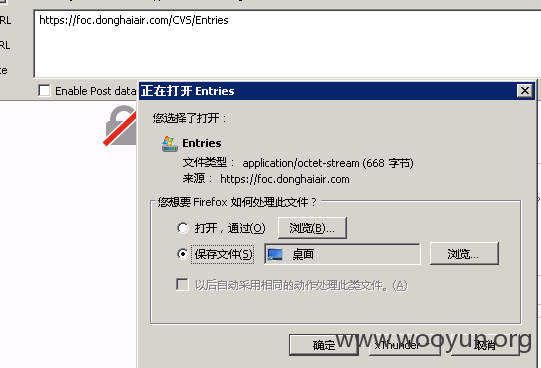 RL
https://foc.donghaiair.com/CVS/Entries
RL
te
Enable Post data
正在打开 Entries
您选择了打开：
Entries
文件类型： application/octet-stream (668 字节)
来源： https://foc.donghaiair.com
您想要 Firefox 如何处理此文件？
打开，通过(O) 浏览(B)...
保存文件(S) 桌面 浏览...
以后自动采用相同的动作处理此类文件。(A)
确定 xThunder 取消
www.wooyun.org